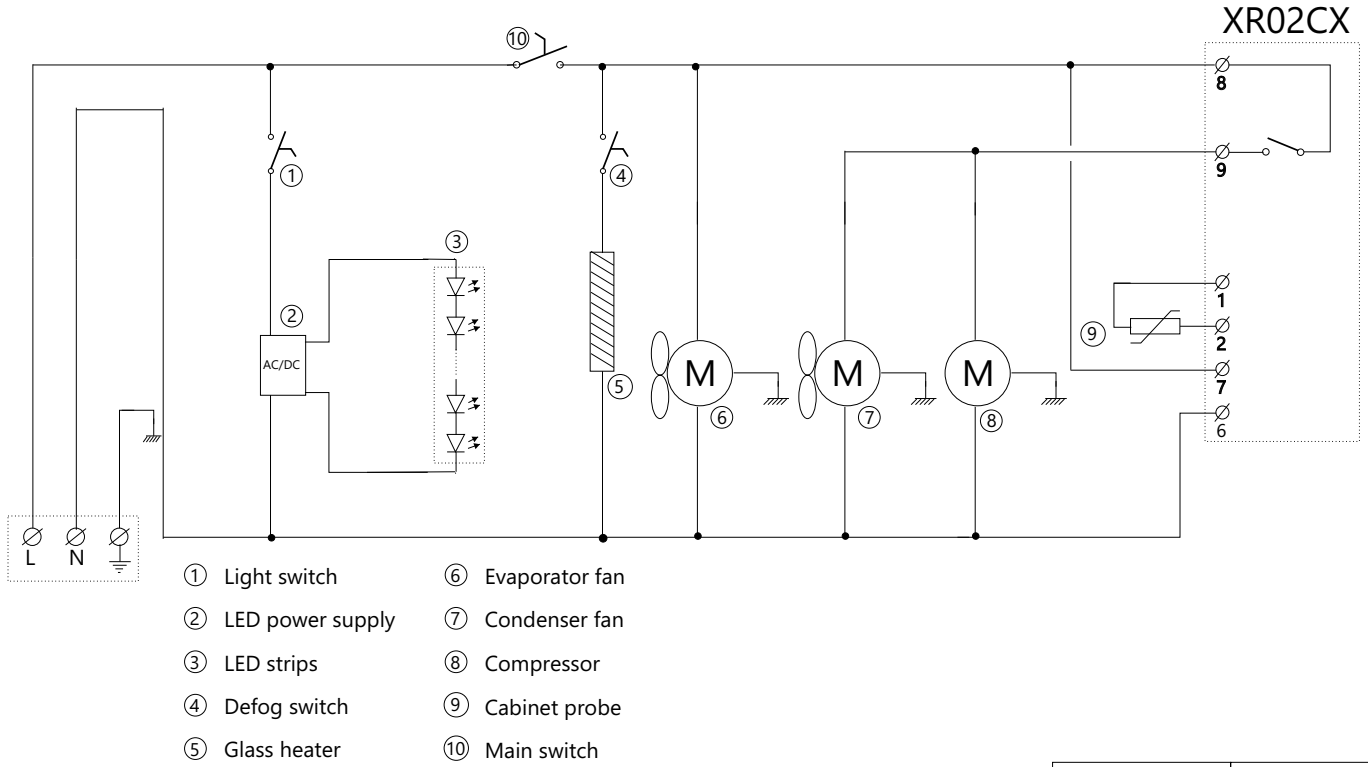 XR02CX
⑩
8
9
①
④
③
②
AC/DC
1
⑨
2
M
M
M
7
⑤
⑥
⑦
⑧
6
L
N
① Light switch
② LED power supply
③ LED strips
④ Defog switch
⑤ Glass heater
⑥ Evaporator fan
⑦ Condenser fan
⑧ Compressor
⑨ Cabinet probe
⑩ Main switch